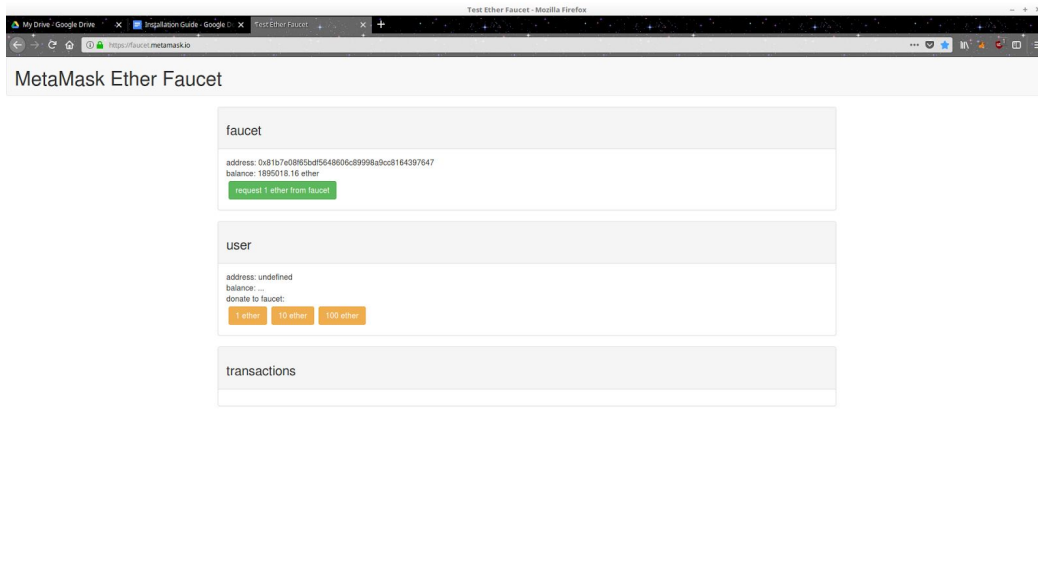 Test Ether Faucet - Mozilla Firefox
My Drive - Google Drive
Installation Guide - Google D
Test Ether Faucet
https://faucet.metamask.io
MetaMask Ether Faucet
faucet
address: 0x81b7e08f65bdf5648606c89998a9cc8164397647
balance: 1895018.16 ether
request 1 ether from faucet
user
address: undefined
balance: ...
donate to faucet:
1 ether 10 ether 100 ether
transactions